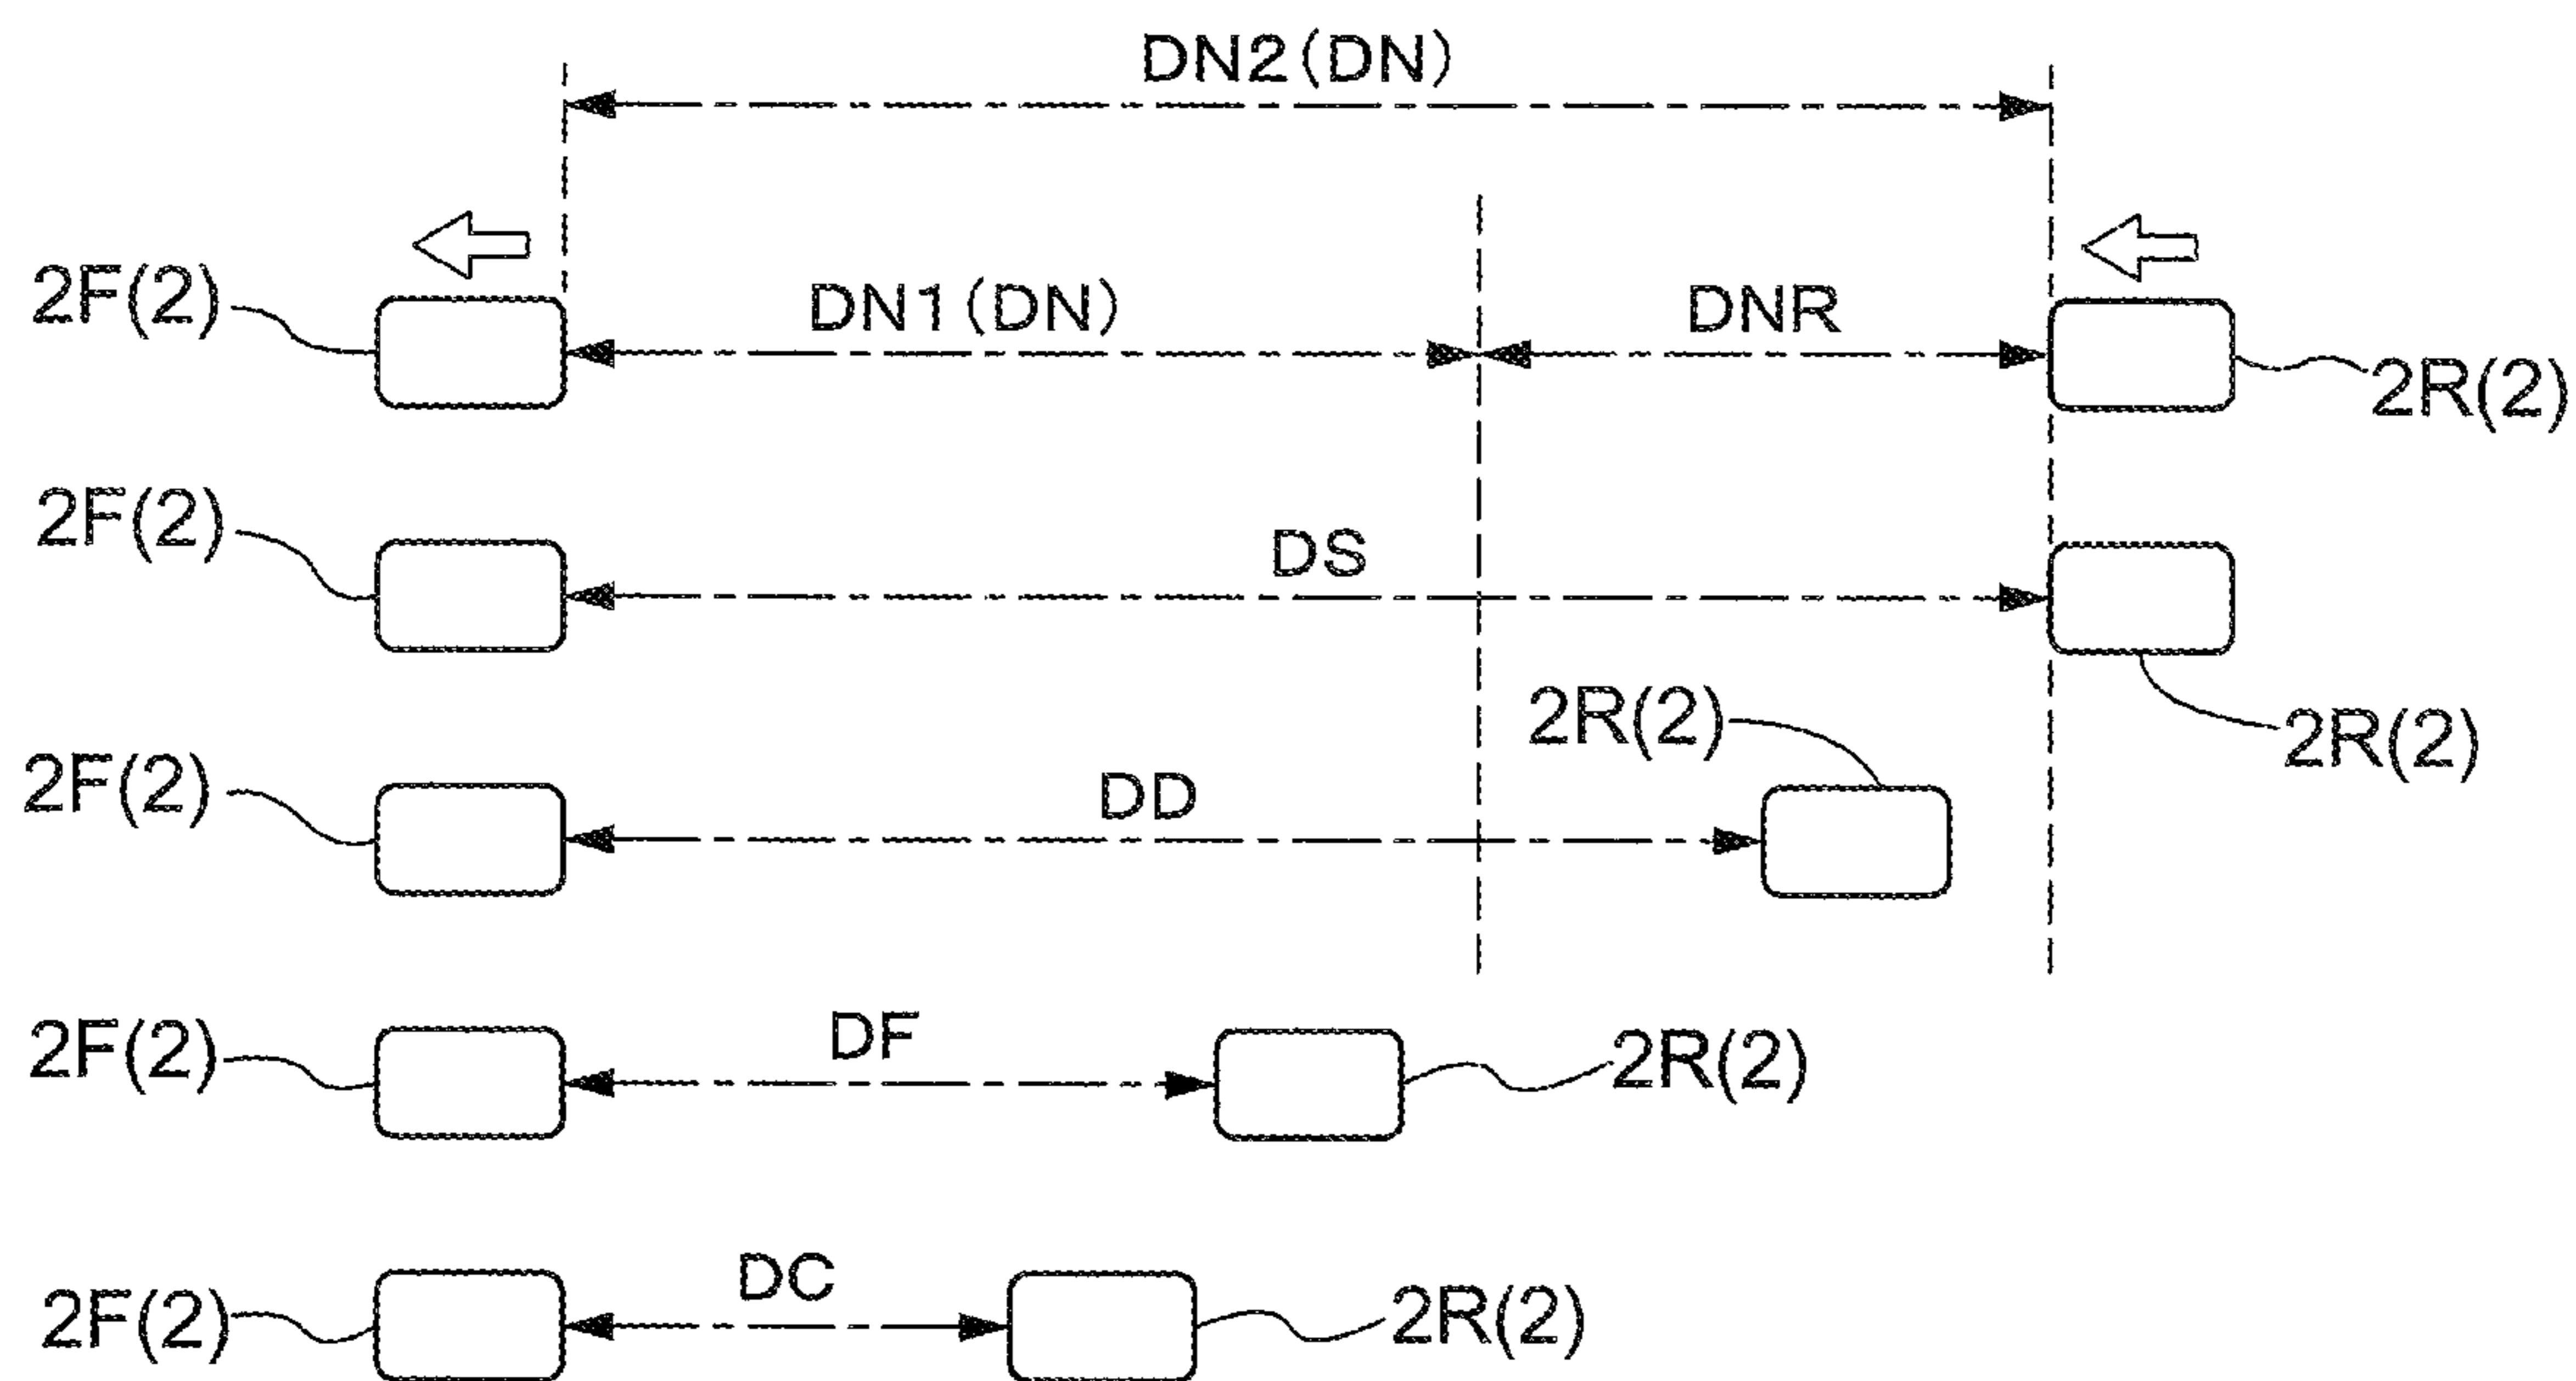 DN2(DN)
2F(2)
DN1(DN)
DNR
2R(2)
2F(2)
DS
2R(2)
2F(2)
DD
2R(2)
2F(2)
DF
2R(2)
2F(2)
DC
2R(2)